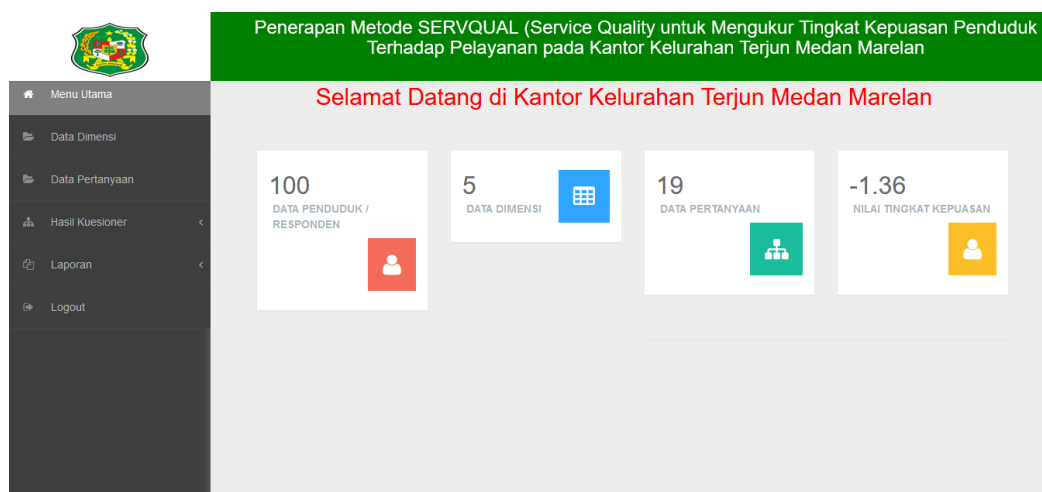 Penerapan Metode SERVQUAL (Service Quality untuk Mengukur Tingkat Kepuasan Penduduk
Terhadap Pelayanan pada Kantor Kelurahan Terjun Medan Marelan
Menu Utama
Data Dimensi
Data Pertanyaan
Hasil Kuesioner
Laporan
Logout
Selamat Datang di Kantor Kelurahan Terjun Medan Marelan
100
DATA PENDUDUK /
RESPONDEN
5
DATA DIMENSI
19
DATA PERTANYAAN
-1.36
NILAI TINGKAT KEPUASAN